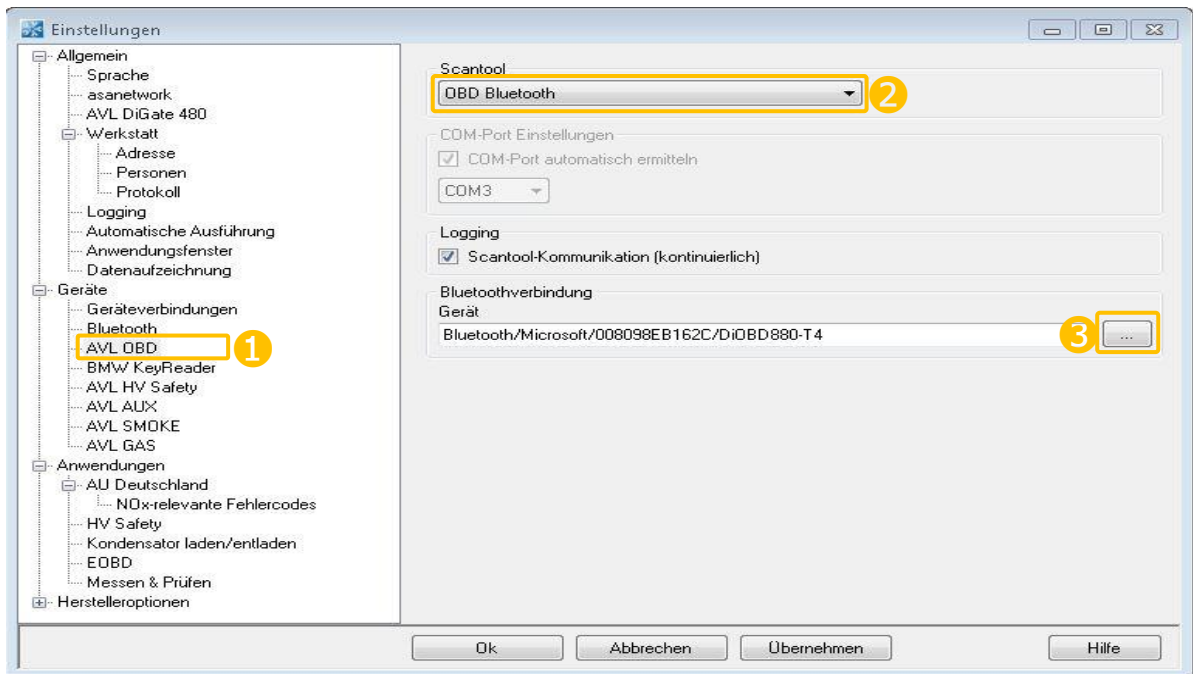 Einstellungen
Allgemein
Sprache
asanetwork
AVL DiGate 480
Werkstatt
Adresse
Personen
Protokoll
Logging
Automatische Ausführung
Anwendungsfenster
Datenaufzeichnung
Geräte
Geräteverbindungen
Bluetooth
AVL OBD 1
BMW KeyReader
AVL HV Safety
AVL AUX
AVL SMOKE
AVL GAS
Anwendungen
AU Deutschland
NOx-relevante Fehlercodes
HV Safety
Kondensator laden/entladen
EOBD
Messen & Prüfen
Herstelleroptionen
Scantool
OBD Bluetooth 2
COM-Port Einstellungen
COM-Port automatisch ermitteln
COM3
Logging
Scantool-Kommunikation (kontinuierlich)
Bluetoothverbindung
Gerät
Bluetooth/Microsoft/008098EB162C/DiOBD880-T4 3 ...
Ok Abbrechen Übernehmen Hilfe